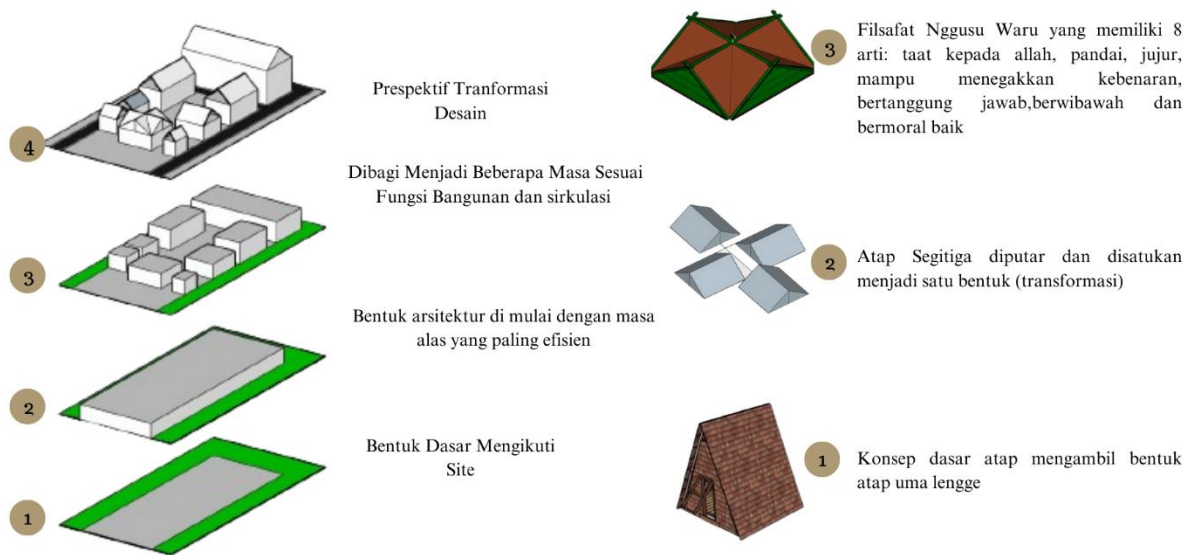 4
Prespektif Tranformasi
Desain
3
Dibagi Menjadi Beberapa Masa Sesuai
Fungsi Bangunan dan sirkulasi
2
Bentuk arsitektur di mulai dengan masa
alas yang paling efisien
1
Bentuk Dasar Mengikuti
Site
3
Filsafat Nggusu Waru yang memiliki 8
arti: taat kepada allah, pandai, jujur,
mampu menegakkan kebenaran,
bertanggung jawab,berwibawah dan
bermoral baik
2
Atap Segitiga diputar dan disatukan
menjadi satu bentuk (transformasi)
1
Konsep dasar atap mengambil bentuk
atap uma lengge